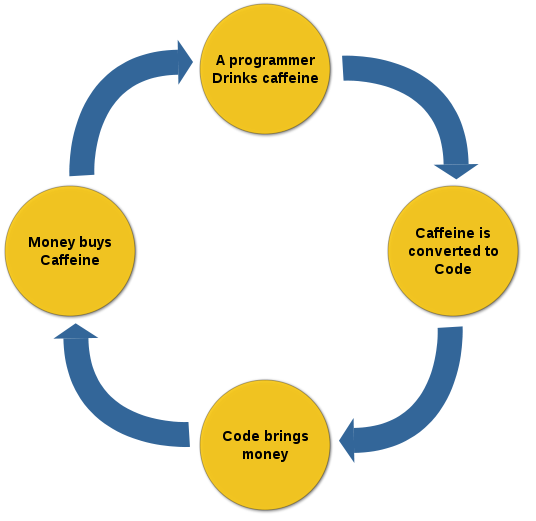 A programmer
Drinks caffeine
Caffeine is
converted to
Code
Code brings
money
Money buys
Caffeine